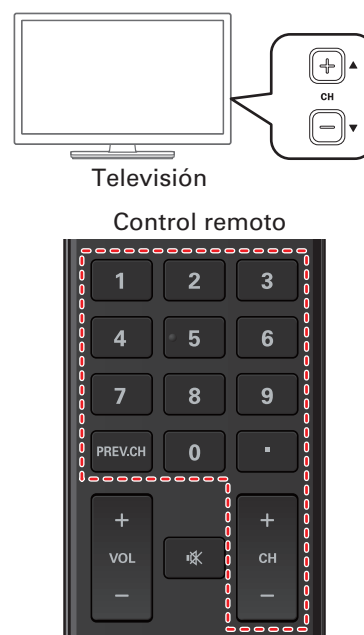 + ▲
CH
− ▼
Televisión
Control remoto
1 2 3
4 5 6
7 8 9
PREV.CH 0 .
+ +
VOL CH
− −